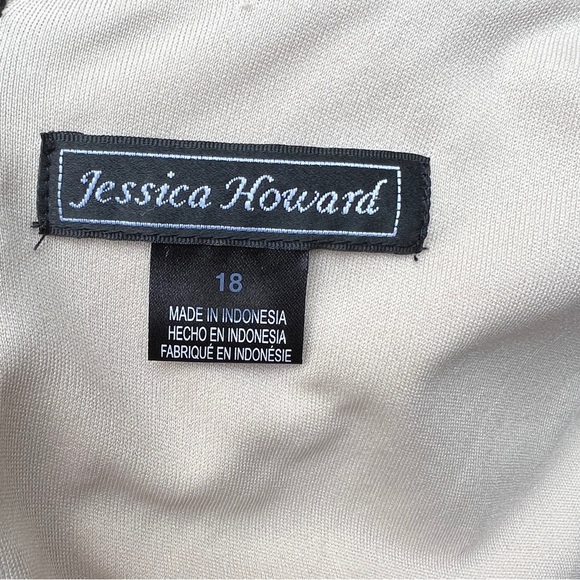 Jessica Howard
18
MADE IN INDONESIA
HECHO EN INDONESIA
FABRIQUÉ EN INDONÉSIE